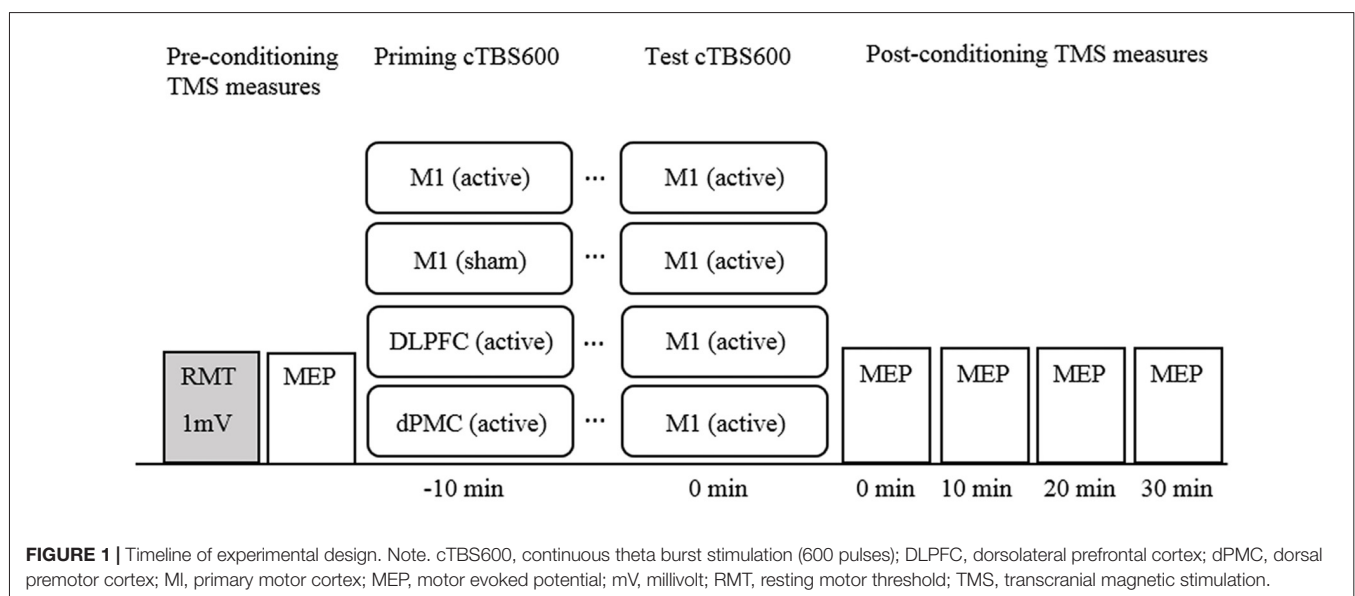 Pre-conditioning TMS measures
Priming cTBS600
Test cTBS600
Post-conditioning TMS measures
M1 (active)
...
M1 (active)
M1 (sham)
...
M1 (active)
DLPFC (active)
...
M1 (active)
dPMC (active)
...
M1 (active)
RMT
1mV
MEP
MEP
MEP
MEP
MEP
-10 min
0 min
0 min
10 min
20 min
30 min
FIGURE 1 | Timeline of experimental design. Note. cTBS600, continuous theta burst stimulation (600 pulses); DLPFC, dorsolateral prefrontal cortex; dPMC, dorsal
premotor cortex; MI, primary motor cortex; MEP, motor evoked potential; mV, millivolt; RMT, resting motor threshold; TMS, transcranial magnetic stimulation.